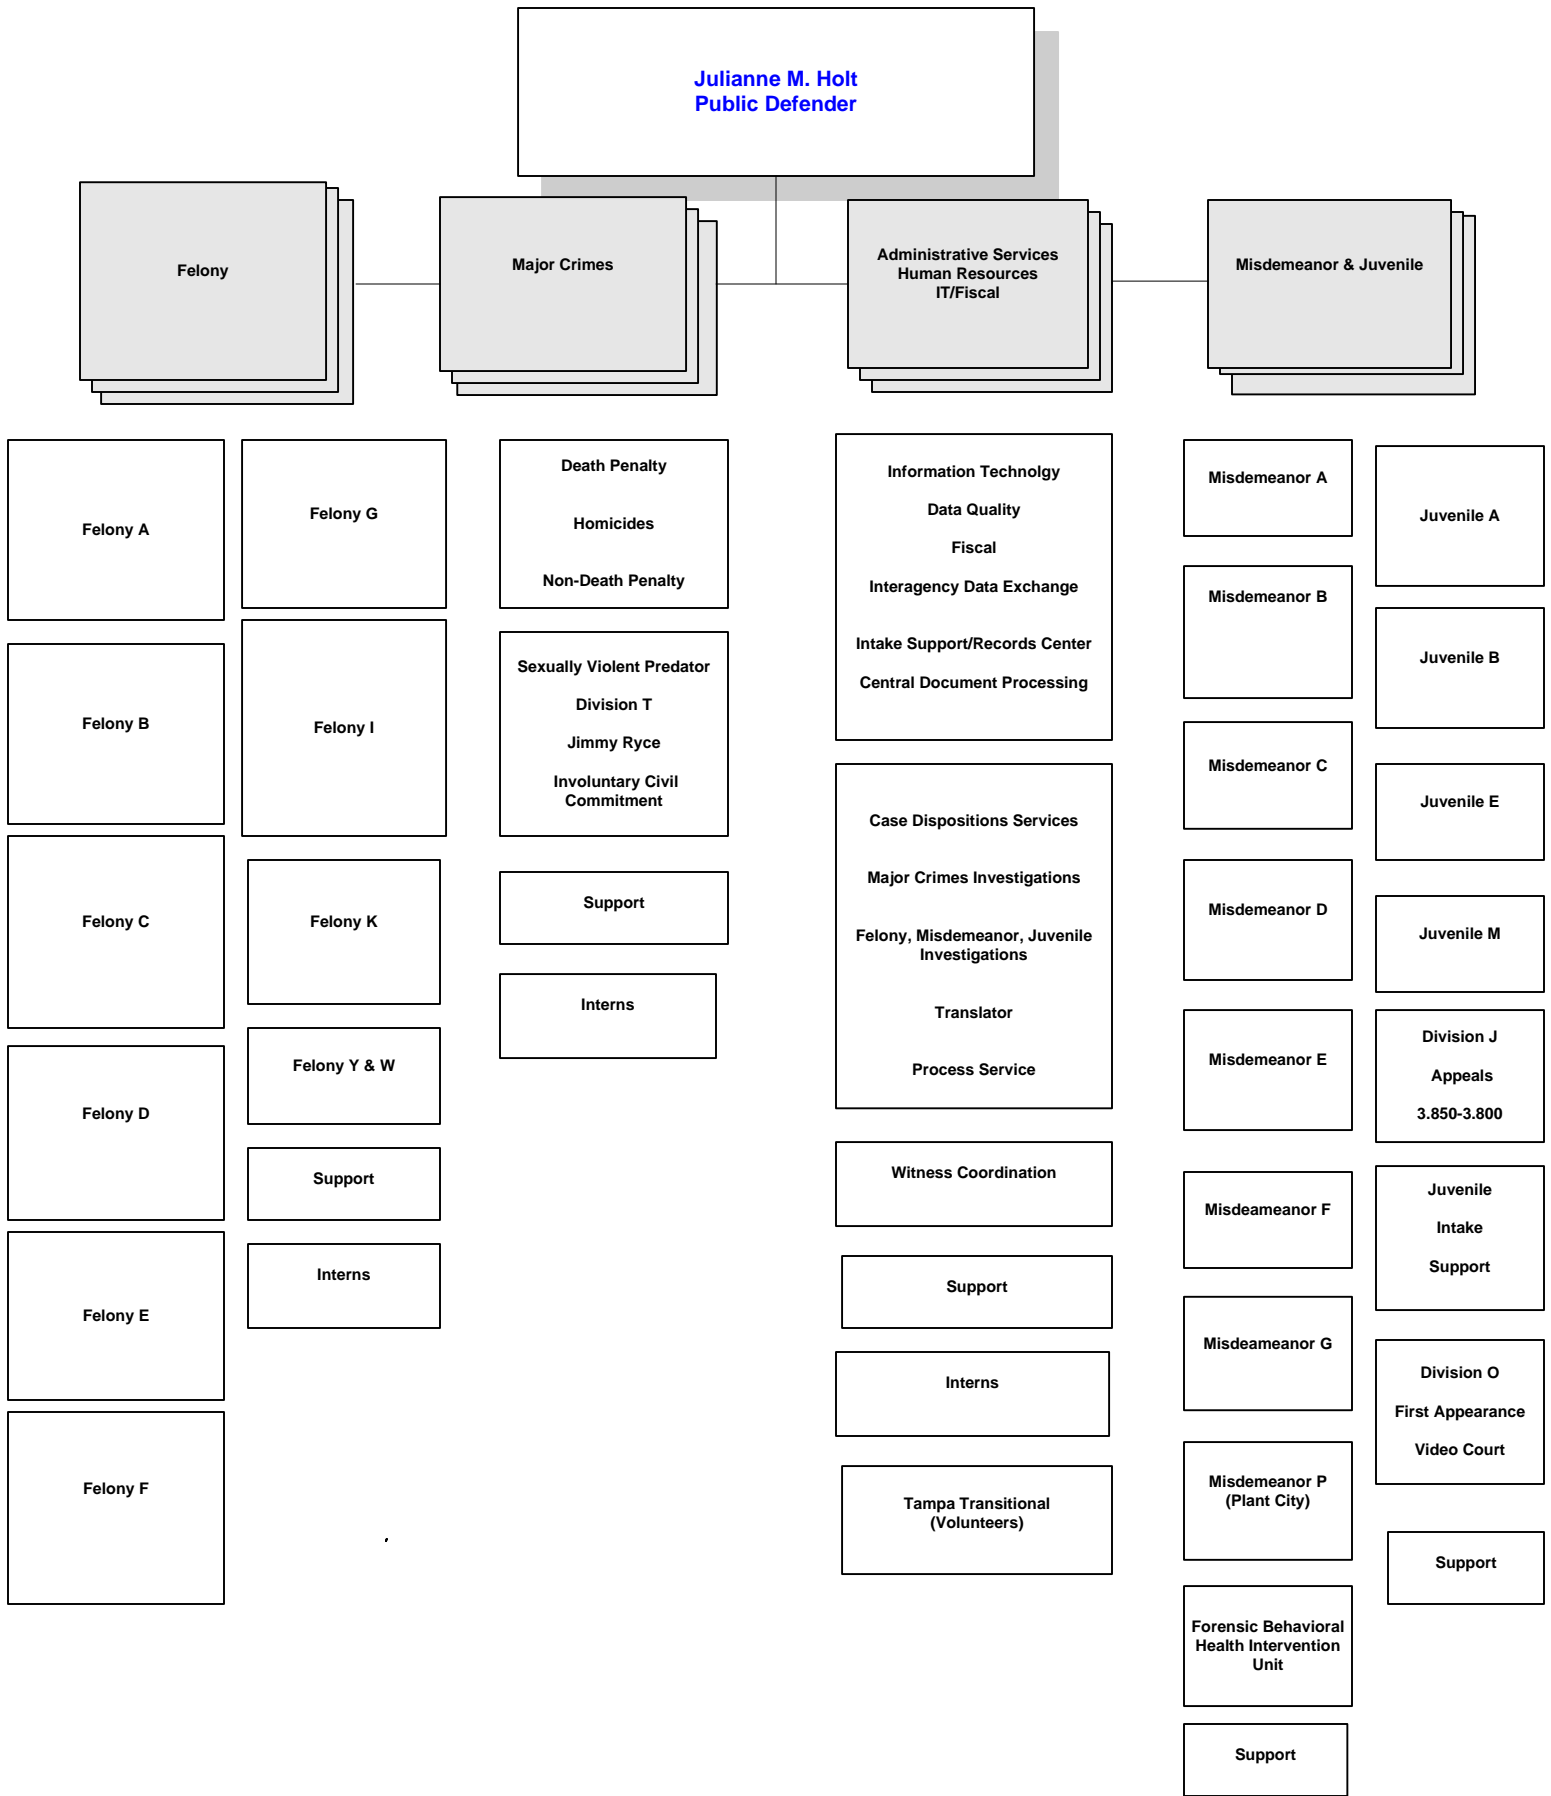 Julianne M. Holt
Public Defender
Felony
Major Crimes
Administrative Services
Human Resources
IT/Fiscal
Misdemeanor & Juvenile
Felony A
Felony B
Felony C
Felony D
Felony E
Felony F
Felony G
Felony I
Felony K
Felony Y & W
Support
Interns
Death Penalty
Homicides
Non-Death Penalty
Sexually Violent Predator
Division T
Jimmy Ryce
Involuntary Civil
Commitment
Support
Interns
Information Technolgy
Data Quality
Fiscal
Interagency Data Exchange
Intake Support/Records Center
Central Document Processing
Case Dispositions Services
Major Crimes Investigations
Felony, Misdemeanor, Juvenile
Investigations
Translator
Process Service
Witness Coordination
Support
Interns
Tampa Transitional
(Volunteers)
Misdemeanor A
Misdemeanor B
Misdemeanor C
Misdemeanor D
Misdemeanor E
Misdeameanor F
Misdeameanor G
Misdemeanor P
(Plant City)
Forensic Behavioral
Health Intervention
Unit
Support
Juvenile A
Juvenile B
Juvenile E
Juvenile M
Division J
Appeals
3.850-3.800
Juvenile
Intake
Support
Division O
First Appearance
Video Court
Support